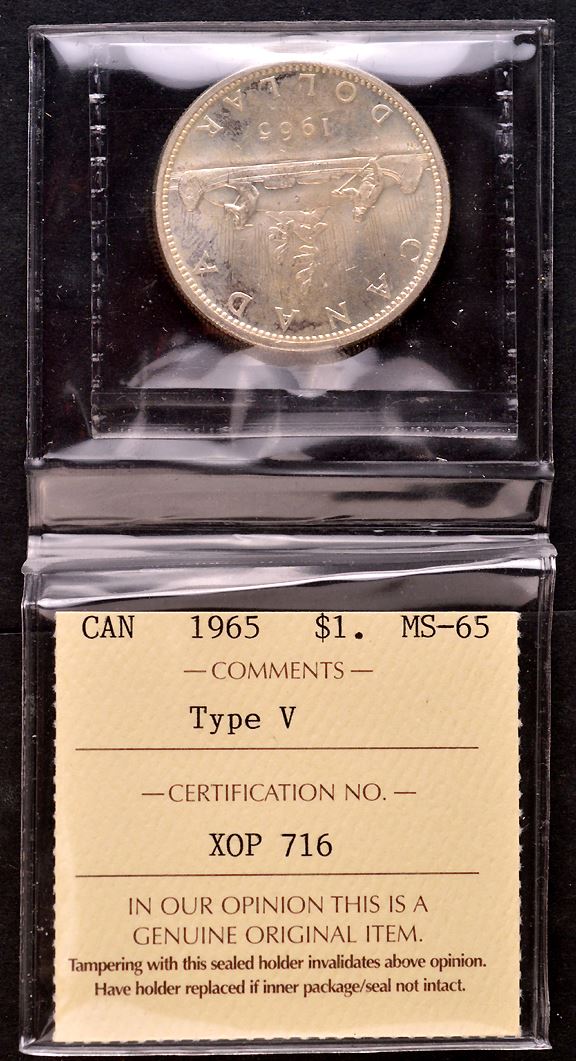 DOLLAR
1965
CANADA
CAN 1965 $1. MS-65
— COMMENTS —
Type V
— CERTIFICATION NO. —
XOP 716
IN OUR OPINION THIS IS A
GENUINE ORIGINAL ITEM.
Tampering with this sealed holder invalidates above opinion.
Have holder replaced if inner package/seal not intact.